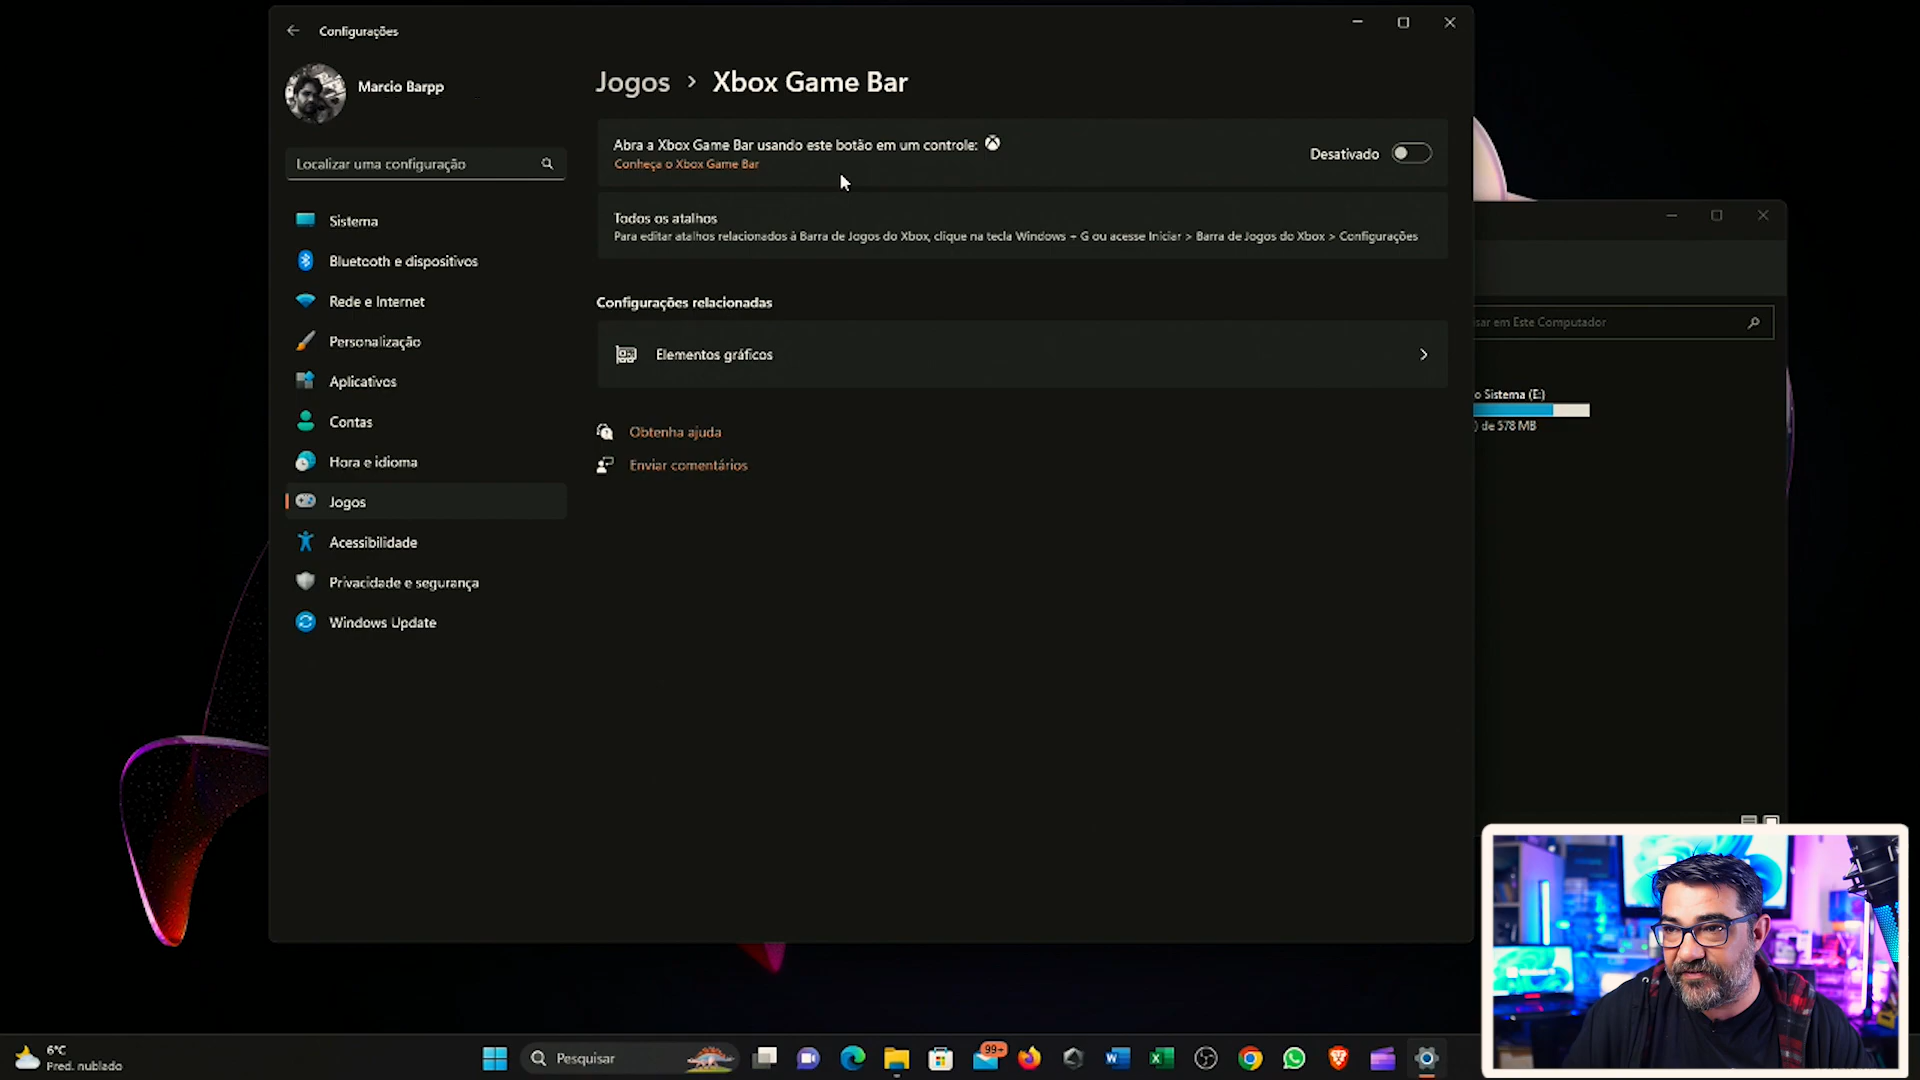 Configurações
Marcio Barpp
Localizar uma configuração
Sistema
Bluetooth e dispositivos
Rede e Internet
Personalização
Aplicativos
Contas
Hora e idioma
Jogos
Acessibilidade
Privacidade e segurança
Windows Update
Jogos > Xbox Game Bar
Abra a Xbox Game Bar usando este botão em um controle:
Conheça o Xbox Game Bar
Desativado
Todos os atalhos
Para editar atalhos relacionados à Barra de Jogos do Xbox, clique na tecla Windows + G ou acesse Iniciar > Barra de Jogos do Xbox > Configurações
Configurações relacionadas
Elementos gráficos
Obtenha ajuda
Enviar comentários
em Este Computador
o Sistema (E:)
) de 578 MB
6°C
Pred. nublado
Pesquisar
99+